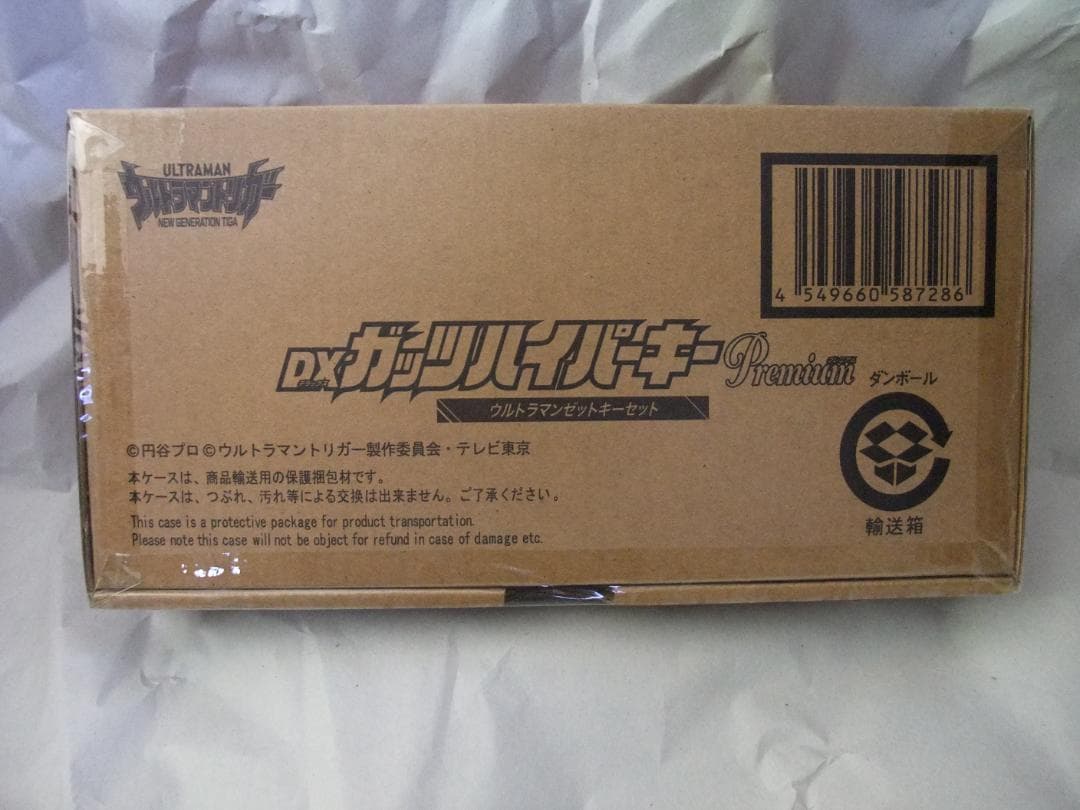 ULTRAMAN
ウルトラマントリガー
NEW GENERATION TIGA
4 549660 587286
DXガッツハイパーキー Premium
ウルトラマンゼットキーセット
ダンボール
©円谷プロ ©ウルトラマントリガー製作委員会・テレビ東京
本ケースは、商品輸送用の保護梱包材です。
本ケースは、つぶれ、汚れ等による交換は出来ません。ご了承ください。
This case is a protective package for product transportation.
Please note this case will not be object for refund in case of damage etc.
輸送箱